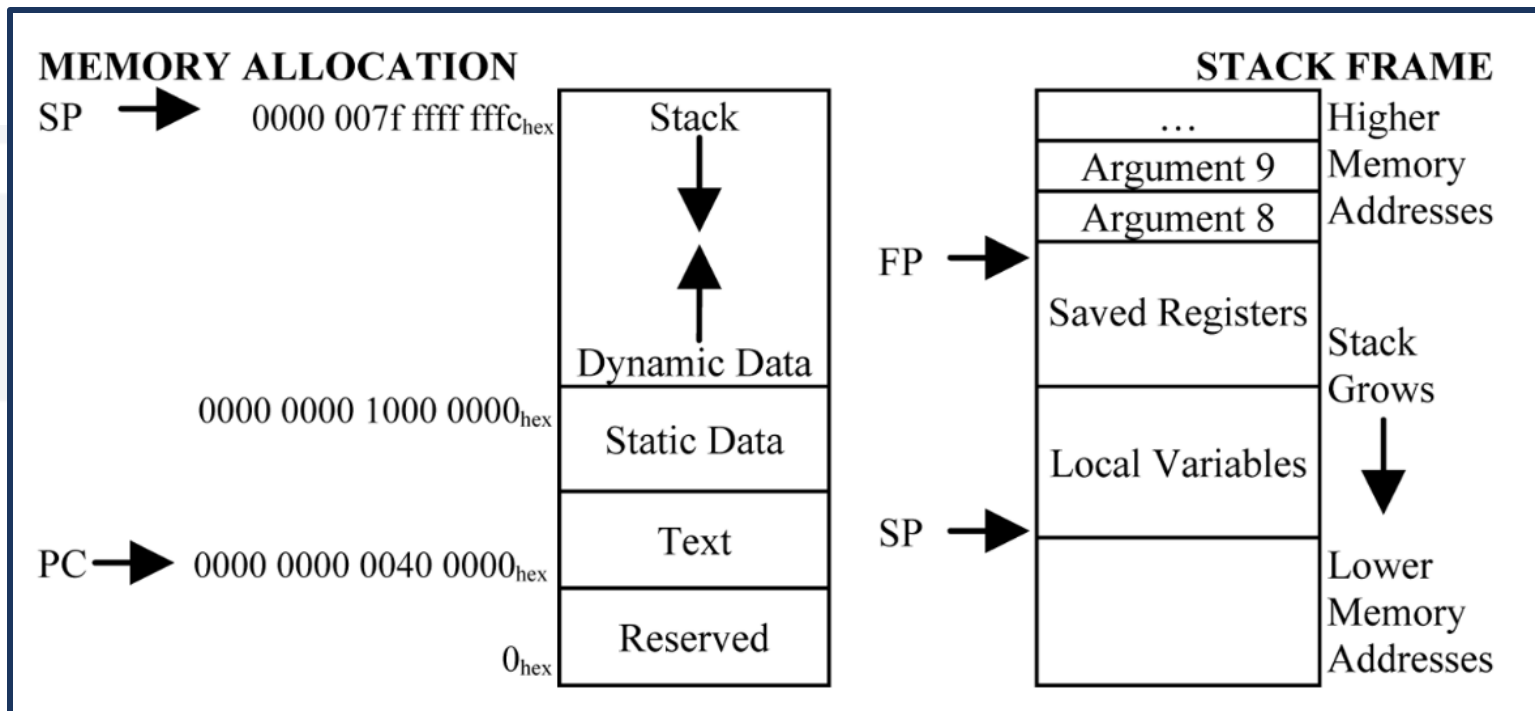 MEMORY ALLOCATION
SP
0000 007f ffff fffchex
Stack
Dynamic Data
0000 0000 1000 0000hex
Static Data
Text
PC
0000 0000 0040 0000hex
Reserved
0hex
STACK FRAME
…
Argument 9
Argument 8
FP
Saved Registers
Local Variables
SP
Higher
Memory
Addresses
Stack
Grows
Lower
Memory
Addresses